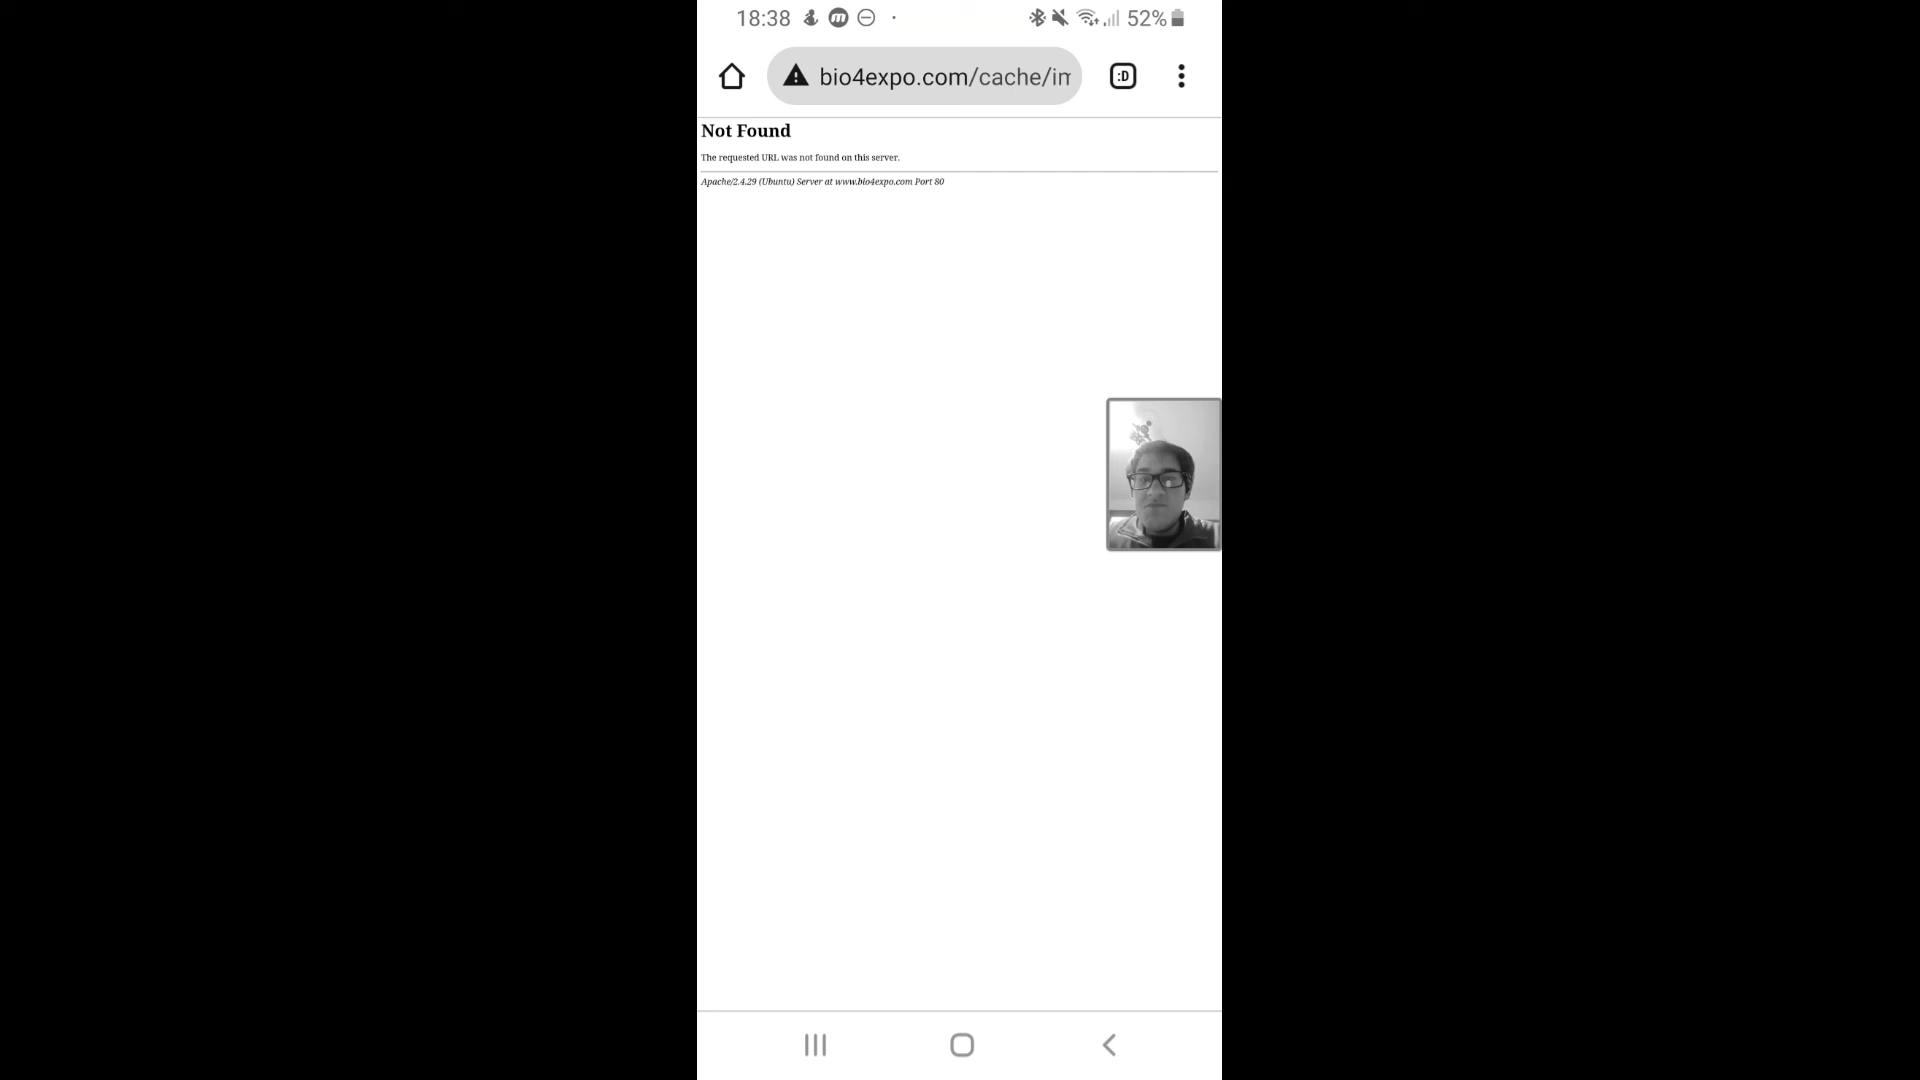 18:38 52%
bio4expo.com/cache/im
:D
Not Found
The requested URL was not found on this server.
Apache/2.4.29 (Ubuntu) Server at www.bio4expo.com Port 80